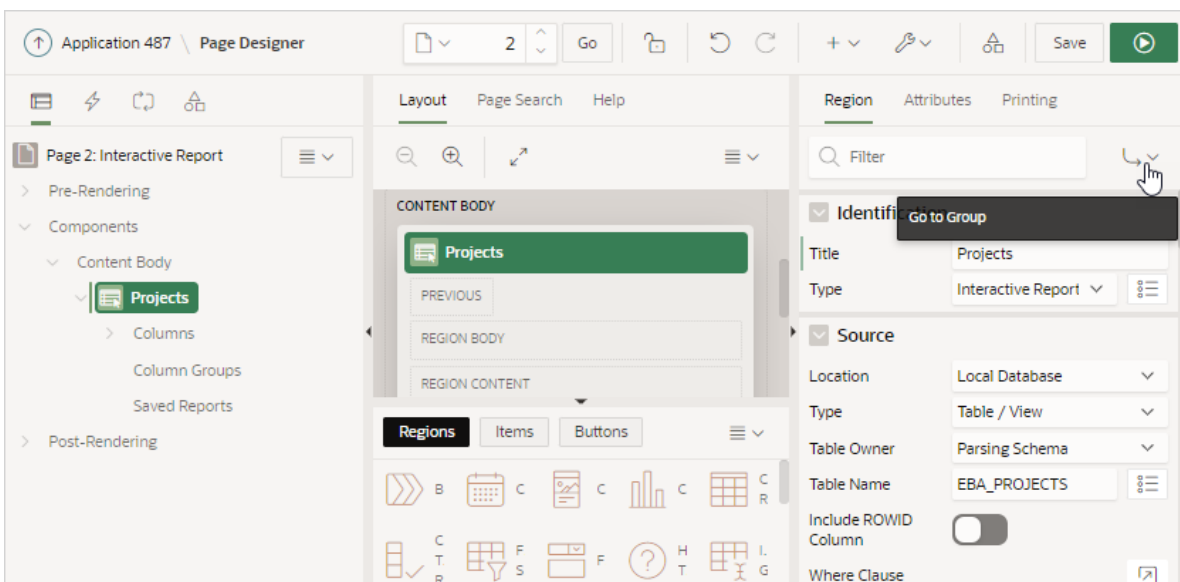 Application 487 \ Page Designer
2
Go
Save
Page 2: Interactive Report
Pre-Rendering
Components
Content Body
Projects
Columns
Column Groups
Saved Reports
Post-Rendering
Layout Page Search Help
CONTENT BODY
Projects
PREVIOUS
REGION BODY
REGION CONTENT
Regions Items Buttons
B C C C C R
C T R F S F H T I. G
Region Attributes Printing
Filter
Go to Group
Title Projects
Type Interactive Report
Source
Location Local Database
Type Table / View
Table Owner Parsing Schema
Table Name EBA_PROJECTS
Include ROWID
Column
Where Clause